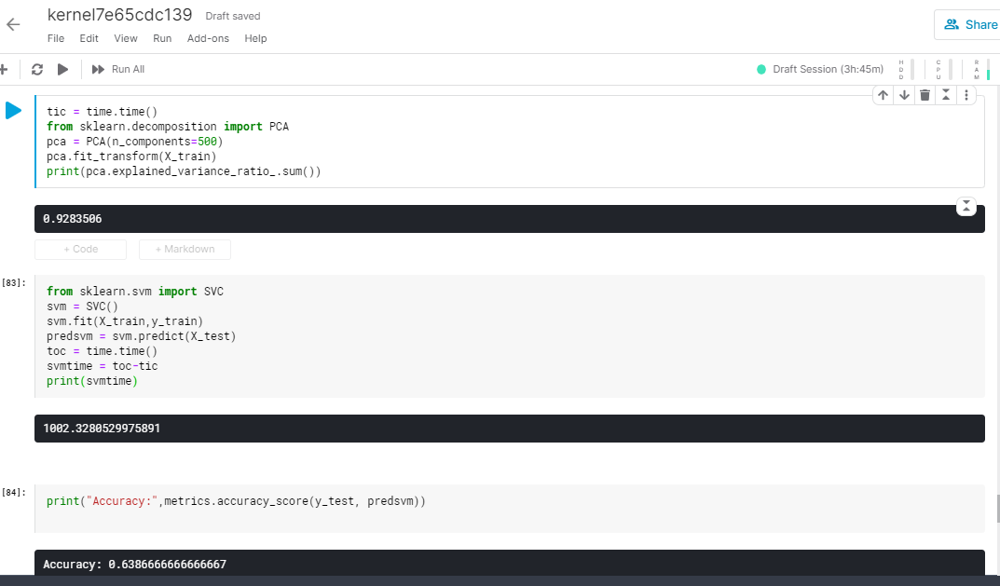 kernel7e65cdc139 Draft saved
Share
File Edit View Run Add-ons Help
Run All
Draft Session (3h:45m)
HDD
CPU
RAM
tic = time.time()
from sklearn.decomposition import PCA
pca = PCA(n_components=500)
pca.fit_transform(X_train)
print(pca.explained_variance_ratio_.sum())
0.9283506
+ Code + Markdown
[83]:
from sklearn.svm import SVC
svm = SVC()
svm.fit(X_train,y_train)
predsvm = svm.predict(X_test)
toc = time.time()
svmtime = toc-tic
print(svmtime)
1002.3280529975891
[84]:
print("Accuracy:",metrics.accuracy_score(y_test, predsvm))
Accuracy: 0.6386666666666667